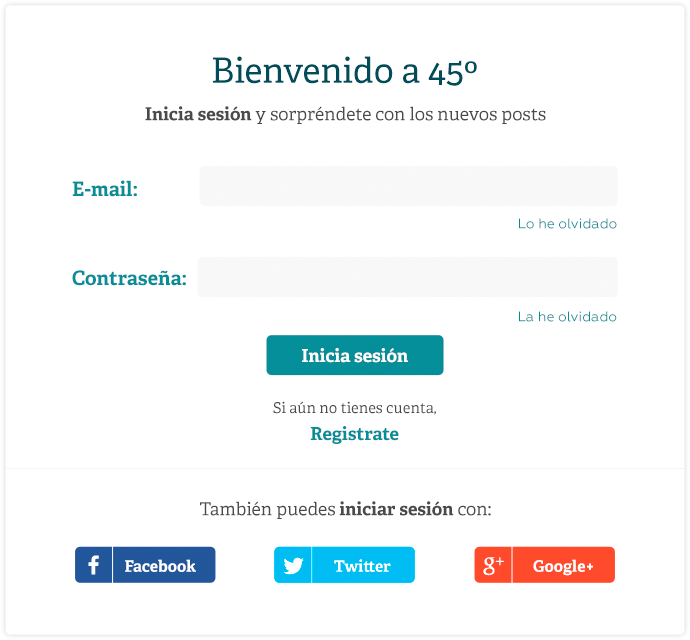 Bienvenido a 45º
Inicia sesión y sorpréndete con los nuevos posts
E-mail:
Lo he olvidado
Contraseña:
La he olvidado
Inicia sesión
Si aún no tienes cuenta,
Registrate
También puedes iniciar sesión con:
f Facebook
Twitter
g+ Google+